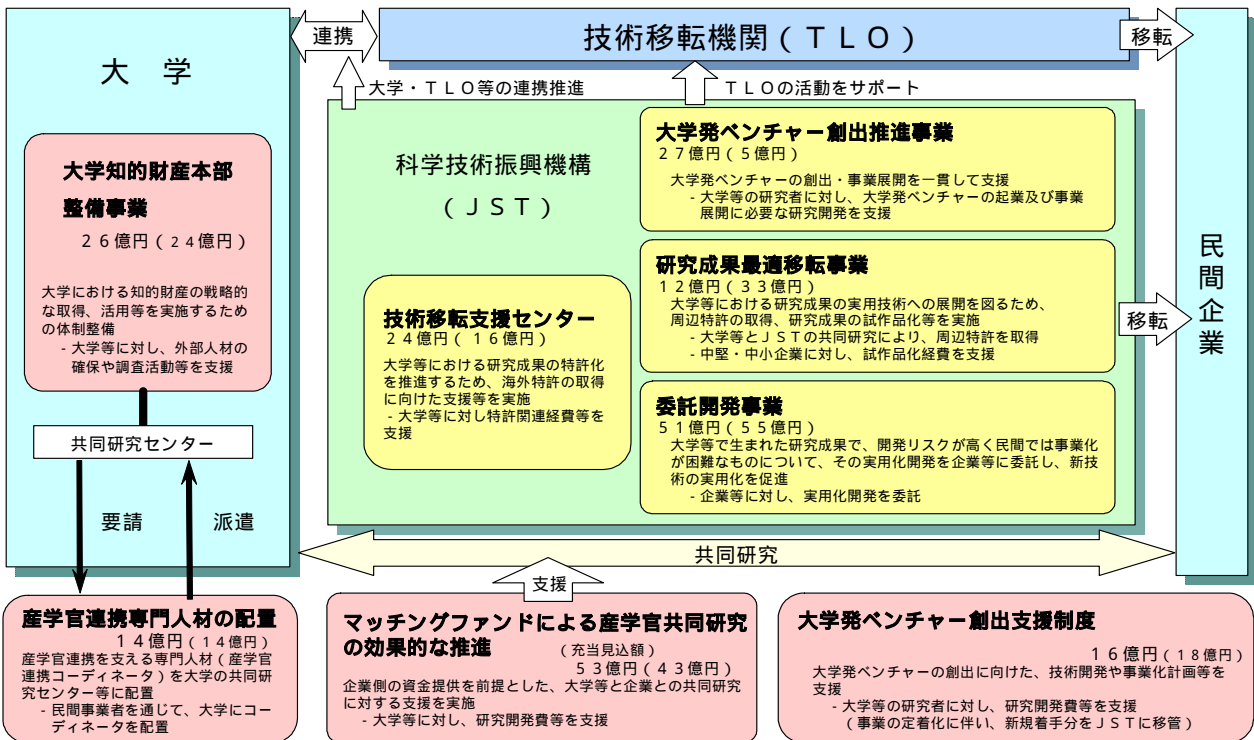 大　学
大学知的財産本部
整備事業
２６億円（２４億円）
大学における知的財産の戦略的
な取得、活用等を実施するため
の体制整備
- 大学等に対し、外部人材の
確保や調査活動等を支援
共同研究センター
要請
派遣
連携
技術移転機関（ＴＬＯ）
移転
大学・ＴＬＯ等の連携推進
ＴＬＯの活動をサポート
科学技術振興機構
（ＪＳＴ）
技術移転支援センター
２４億円（１６億円）
大学等における研究成果の特許化
を推進するため、海外特許の取得
に向けた支援等を実施
- 大学等に対し特許関連経費等を
支援
大学発ベンチャー創出推進事業
２７億円（５億円）
大学発ベンチャーの創出・事業展開を一貫して支援
- 大学等の研究者に対し、大学発ベンチャーの起業及び事業
展開に必要な研究開発を支援
研究成果最適移転事業
１２億円（３３億円）
大学等における研究成果の実用技術への展開を図るため、
周辺特許の取得、研究成果の試作品化等を実施
- 大学等とＪＳＴの共同研究により、周辺特許を取得
- 中堅・中小企業に対し、試作品化経費を支援
委託開発事業
５１億円（５５億円）
大学等で生まれた研究成果で、開発リスクが高く民間では事業化
が困難なものについて、その実用化開発を企業等に委託し、新技
術の実用化を促進
- 企業等に対し、実用化開発を委託
移転
民間企業
共同研究
支援
産学官連携専門人材の配置
１４億円（１４億円）
産学官連携を支える専門人材（産学官
連携コーディネータ）を大学の共同研
究センター等に配置
- 民間事業者を通じて、大学にコー
ディネータを配置
マッチングファンドによる産学官共同研究
の効果的な推進
（充当見込額）
５３億円（４３億円）
企業側の資金提供を前提とした、大学等と企業との共同研究
に対する支援を実施
- 大学等に対し、研究開発費等を支援
大学発ベンチャー創出支援制度
１６億円（１８億円）
大学発ベンチャーの創出に向けた、技術開発や事業化計画等を
支援
- 大学等の研究者に対し、研究開発費等を支援
（事業の定着化に伴い、新規着手分をＪＳＴに移管）